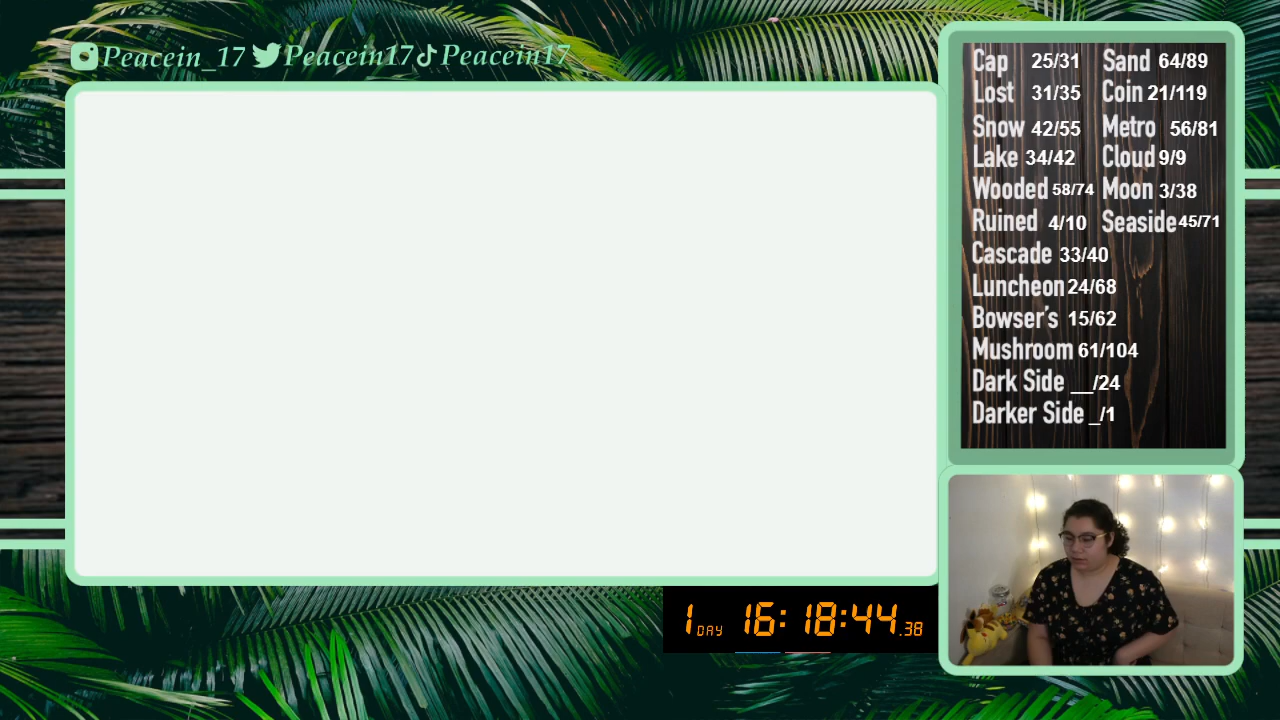 Peacein_17 Peacein17 Peacein17
Cap 25/31 Sand 64/89
Lost 31/35 Coin 21/119
Snow 42/55 Metro 56/81
Lake 34/42 Cloud 9/9
Wooded 58/74 Moon 3/38
Ruined 4/10 Seaside 45/71
Cascade 33/40
Luncheon 24/68
Bowser's 15/62
Mushroom 61/104
Dark Side __/24
Darker Side _/1
1 DAY 16:18:44.38